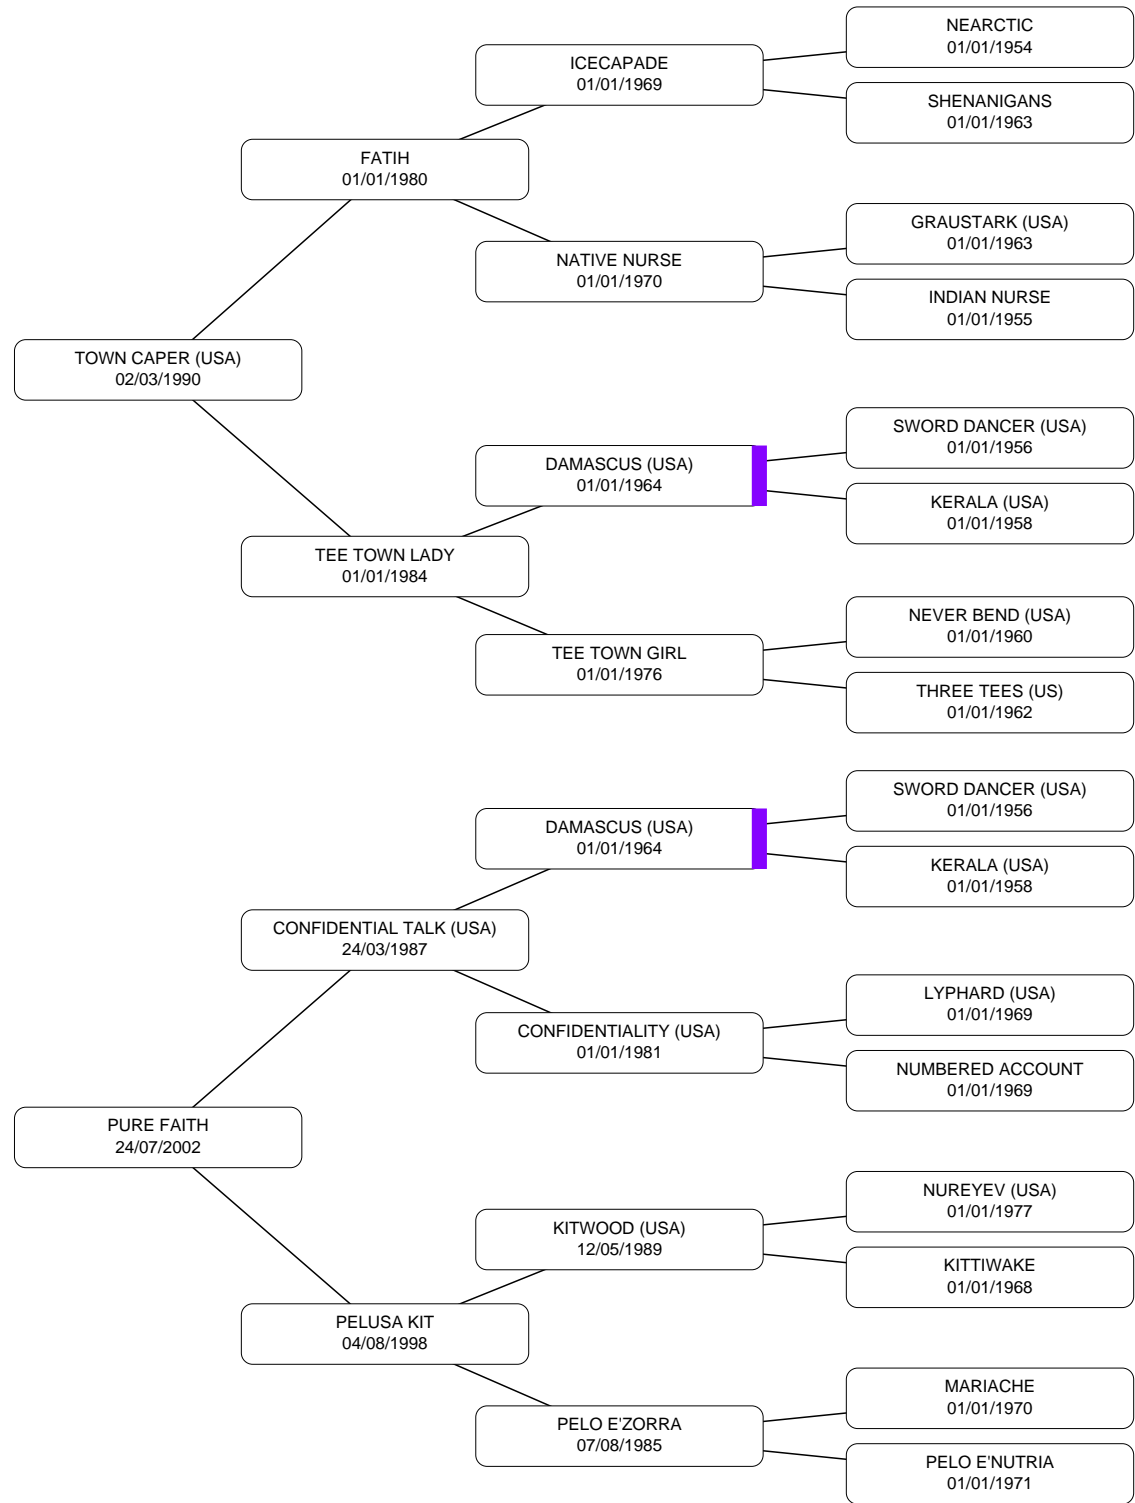 NEARCTIC
01/01/1954
ICECAPADE
01/01/1969
SHENANIGANS
01/01/1963
FATIH
01/01/1980
GRAUSTARK (USA)
01/01/1963
NATIVE NURSE
01/01/1970
INDIAN NURSE
01/01/1955
TOWN CAPER (USA)
02/03/1990
SWORD DANCER (USA)
01/01/1956
DAMASCUS (USA)
01/01/1964
KERALA (USA)
01/01/1958
TEE TOWN LADY
01/01/1984
NEVER BEND (USA)
01/01/1960
TEE TOWN GIRL
01/01/1976
THREE TEES (US)
01/01/1962
SWORD DANCER (USA)
01/01/1956
DAMASCUS (USA)
01/01/1964
KERALA (USA)
01/01/1958
CONFIDENTIAL TALK (USA)
24/03/1987
LYPHARD (USA)
01/01/1969
CONFIDENTIALITY (USA)
01/01/1981
NUMBERED ACCOUNT
01/01/1969
PURE FAITH
24/07/2002
NUREYEV (USA)
01/01/1977
KITWOOD (USA)
12/05/1989
KITTIWAKE
01/01/1968
PELUSA KIT
04/08/1998
MARIACHE
01/01/1970
PELO E'ZORRA
07/08/1985
PELO E'NUTRIA
01/01/1971